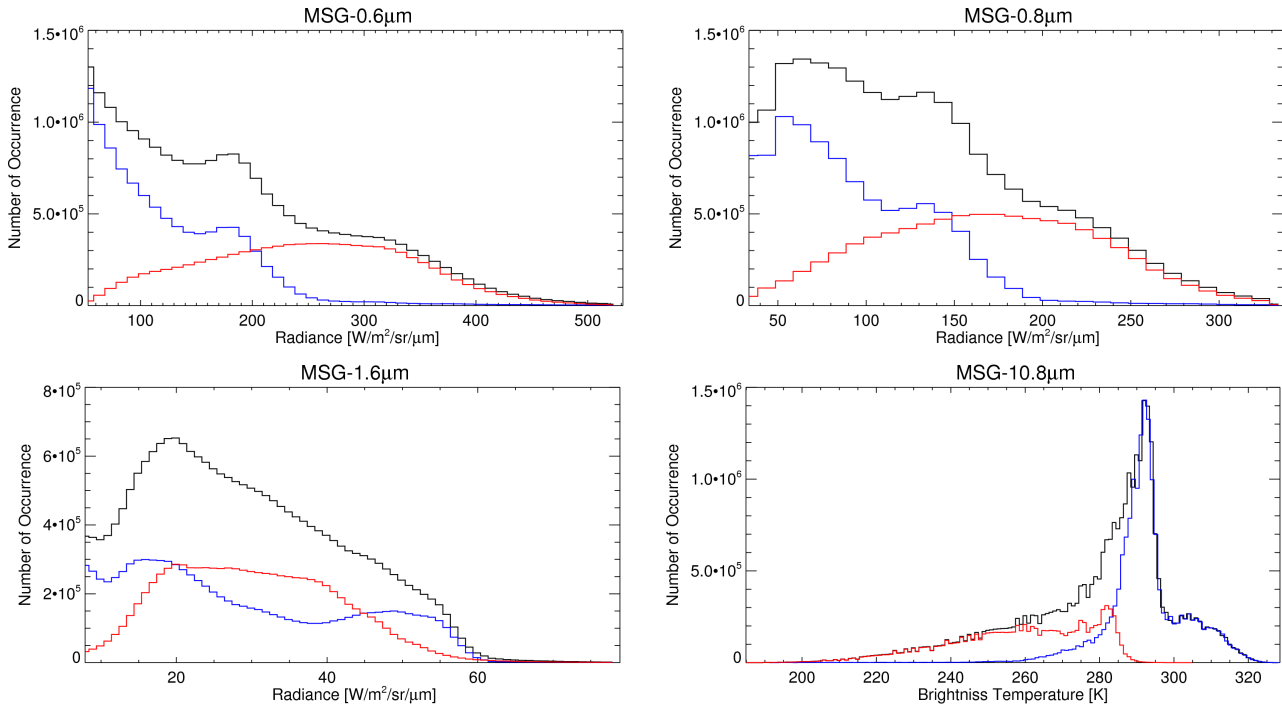 MSG-0.6μm
Number of Occurrence
1.5•10⁶
1.0•10⁶
5.0•10⁵
0
100 200 300 400 500
Radiance [W/m²/sr/μm]
MSG-0.8μm
Number of Occurrence
1.5•10⁶
1.0•10⁶
5.0•10⁵
0
50 100 150 200 250 300
Radiance [W/m²/sr/μm]
MSG-1.6μm
Number of Occurrence
8•10⁵
6•10⁵
4•10⁵
2•10⁵
0
20 40 60
Radiance [W/m²/sr/μm]
MSG-10.8μm
Number of Occurrence
1.5•10⁶
1.0•10⁶
5.0•10⁵
0
200 220 240 260 280 300 320
Brightniss Temperature [K]